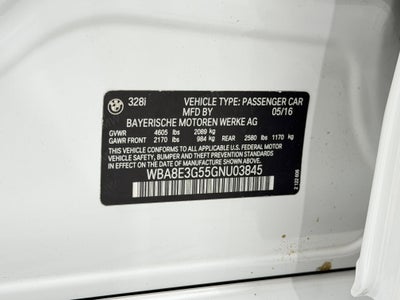 328i VEHICLE TYPE: PASSENGER CAR
MFD BY 05/16
BAYERISCHE MOTOREN WERKE AG
GVWR 4605 lbs 2089 kg
GAWR FRONT 2170 lbs 984 kg REAR 2580 lbs 1170 kg
THIS VEHICLE CONFORMS TO ALL APPLICABLE U.S. FEDERAL MOTOR
VEHICLE SAFETY, BUMPER, AND THEFT PREVENTION STANDARDS
IN EFFECT ON THE DATE OF MANUFACTURE SHOWN ABOVE.
WBA8E3G55GNU03845